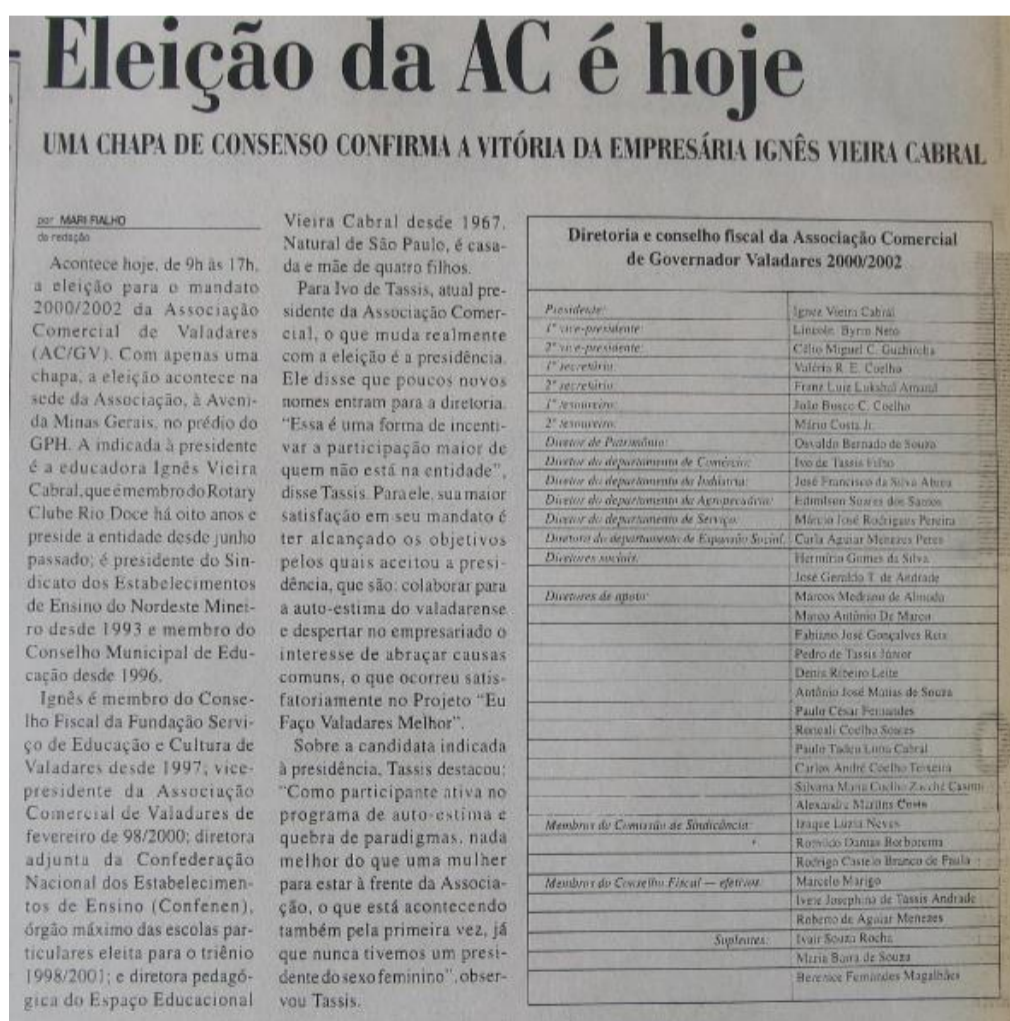 Eleição da AC é hoje
UMA CHAPA DE CONSENSO CONFIRMA A VITÓRIA DA EMPRESÁRIA IGNÊS VIEIRA CABRAL
por MARI FIALHO
da redação
Acontece hoje, de 9h às 17h,
a eleição para o mandato
2000/2002 da Associação
Comercial de Valadares
(AC/GV). Com apenas uma
chapa, a eleição acontece na
sede da Associação, à Aveni-
da Minas Gerais, no prédio do
GPH. A indicada à presidente
é a educadora Ignês Vieira
Cabral, que é membro do Rotary
Clube Rio Doce há oito anos e
preside a entidade desde junho
passado; é presidente do Sin-
dicato dos Estabelecimentos
de Ensino do Nordeste Minei-
ro desde 1993 e membro do
Conselho Municipal de Edu-
cação desde 1996.
Ignês é membro do Conse-
lho Fiscal da Fundação Servi-
ço de Educação e Cultura de
Valadares desde 1997; vice-
presidente da Associação
Comercial de Valadares de
fevereiro de 98/2000; diretora
adjunta da Confederação
Nacional dos Estabelecimen-
tos de Ensino (Confenen),
órgão máximo das escolas par-
ticulares eleita para o triênio
1998/2001; e diretora pedagó-
gica do Espaço Educacional
Vieira Cabral desde 1967.
Natural de São Paulo, é casa-
da e mãe de quatro filhos.
Para Ivo de Tassis, atual pre-
sidente da Associação Comer-
cial, o que muda realmente
com a eleição é a presidência.
Ele disse que poucos novos
nomes entram para a diretoria.
"Essa é uma forma de incenti-
var a participação maior de
quem não está na entidade",
disse Tassis. Para ele, sua maior
satisfação em seu mandato é
ter alcançado os objetivos
pelos quais aceitou a presi-
dência, que são: colaborar para
a auto-estima do valadarense
e despertar no empresariado o
interesse de abraçar causas
comuns, o que ocorreu satis-
fatoriamente no Projeto "Eu
Faço Valadares Melhor".
Sobre a candidata indicada
à presidência, Tassis destacou:
"Como participante ativa no
programa de auto-estima e
quebra de paradigmas, nada
melhor do que uma mulher
para estar à frente da Associa-
ção, o que está acontecendo
também pela primeira vez, já
que nunca tivemos um presi-
dente do sexo feminino", obser-
vou Tassis.
Diretoria e conselho fiscal da Associação Comercial
de Governador Valadares 2000/2002
Presidente: Ignez Vieira Cabral
1º vice-presidente: Byrro Neto
2º vice-presidente: Célio Miguel C.
1º secretário: Valéria R. E. Coelho
2º secretário: Franz Luiz
1º tesoureiro: João Bosco C. Coelho
2º tesoureiro: Mário Costa Jr.
Diretor de Patrimônio: Osvaldo Bernado de Souza
Diretor do departamento de Comércio: Ivo de Tassis Filho
Diretor do departamento da Indústria: José Francisco da Silva Abreu
Diretor do departamento da Agropecuária: Edimilson Soares dos Santos
Diretor do departamento de Serviço: Márcio José Rodrigues Pereira
Diretora do departamento de Expansão Social: Carla Aguiar Menezes Peres
Diretores sociais: Hermírio Gomes da Silva
José Geraldo T. de Andrade
Diretores de apoio: Marcos Medrano de Almeida
Marco Antônio De Marco
Fabiano José Gonçalves Reis
Pedro de Tassis Júnior
Denis Ribeiro Leite
Antônio José Matias de Souza
Paulo César Fernandes
Roncali Coelho Soares
Paulo Tadeu Luna Cabral
Carlos André Coelho Teixeira
Silvana Maria Coelho
Alexandre Martins Costa
Membros da Comissão de Sindicância: Luzia Neves
Romildo Dantas Borborema
Rodrigo Castelo Branco de Paula
Membros do Conselho Fiscal — efetivos: Marcelo Marigo
Ivete Josephina de Tassis Andrade
Roberto de Aguiar Menezes
Suplentes: Ivair Souza Rocha
Maria de Souza
Berenice Fernandes Magalhães